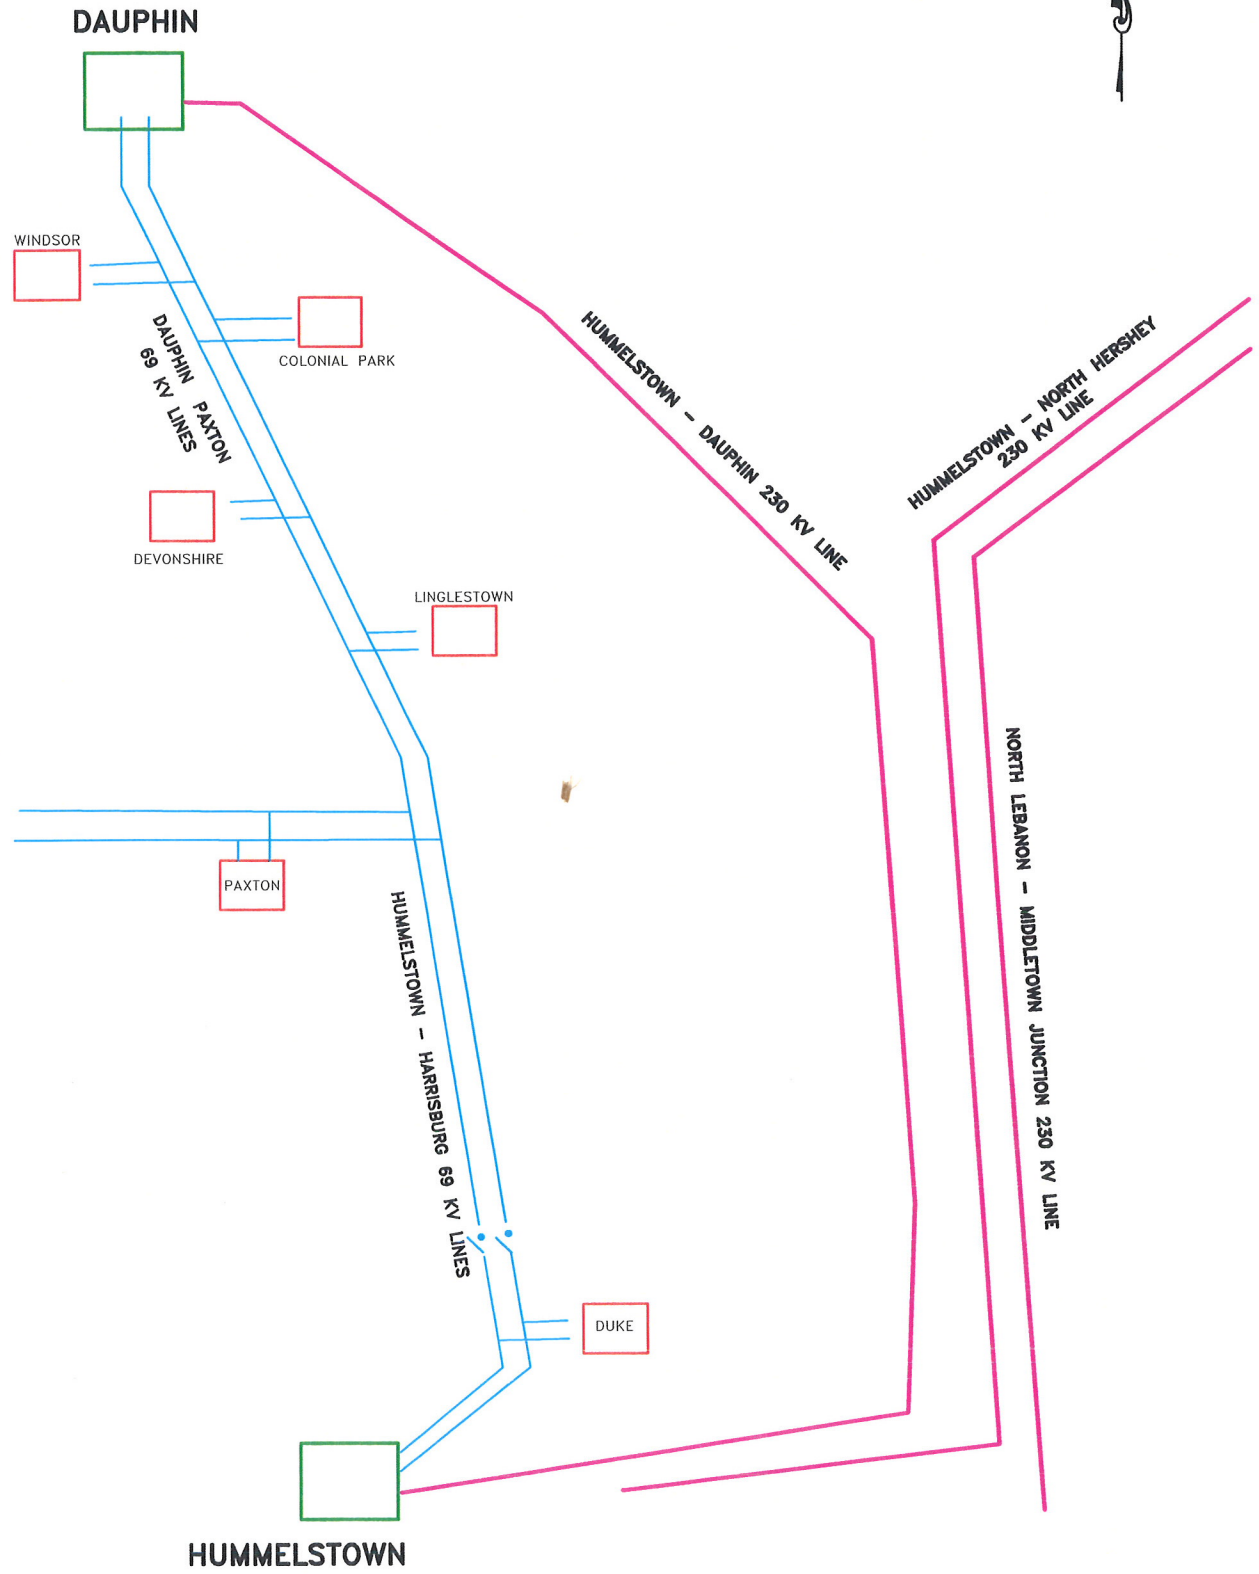 DAUPHIN
WINDSOR
COLONIAL PARK
DAUPHIN PAXTON
69 KV LINES
HUMMELSTOWN - DAUPHIN 230 KV LINE
HUMMELSTOWN - NORTH HERSHEY
230 KV LINE
DEVONSHIRE
LINGLESTOWN
NORTH LEBANON - MIDDLETOWN JUNCTION 230 KV LINE
PAXTON
HUMMELSTOWN - HARRISBURG 69 KV LINES
DUKE
HUMMELSTOWN